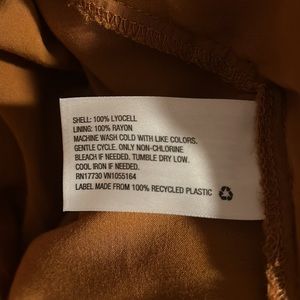 SHELL: 100% LYOCELL
LINING: 100% RAYON
MACHINE WASH COLD WITH LIKE COLORS.
GENTLE CYCLE. ONLY NON-CHLORINE
BLEACH IF NEEDED. TUMBLE DRY LOW.
COOL IRON IF NEEDED.
RN17730 VN1055164
LABEL MADE FROM 100% RECYCLED PLASTIC